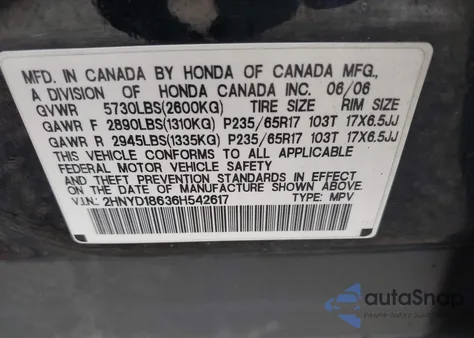 MFD. IN CANADA BY HONDA OF CANADA MFG.,
A DIVISION OF HONDA CANADA INC. 06/06
GVWR 5730LBS(2600KG) TIRE SIZE RIM SIZE
GAWR F 2890LBS(1310KG) P235/65R17 103T 17X6.5JJ
GAWR R 2945LBS(1335KG) P235/65R17 103T 17X6.5JJ
THIS VEHICLE CONFORMS TO ALL APPLICABLE
FEDERAL MOTOR VEHICLE SAFETY
AND THEFT PREVENTION STANDARDS IN EFFECT
ON THE DATE OF MANUFACTURE SHOWN ABOVE.
V.I.N.: 2HNYD18636H542617 TYPE: MPV
autaSnap